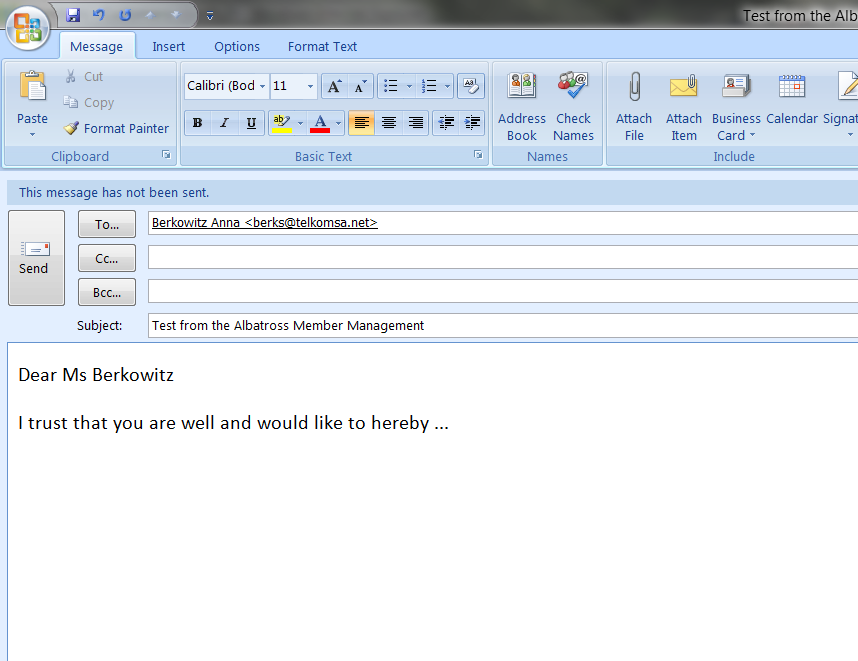 Test from the Alba
Message Insert Options Format Text
Cut
Copy
Format Painter
Paste
Clipboard
Calibri (Bod 11 A A
B I U ab A
Basic Text
Address Book
Check Names
Names
Attach File
Attach Item
Business Card
Calendar
Signat
Include
This message has not been sent.
Send
To... Berkowitz Anna <berks@telkomsa.net>
Cc...
Bcc...
Subject: Test from the Albatross Member Management
Dear Ms Berkowitz
I trust that you are well and would like to hereby ...